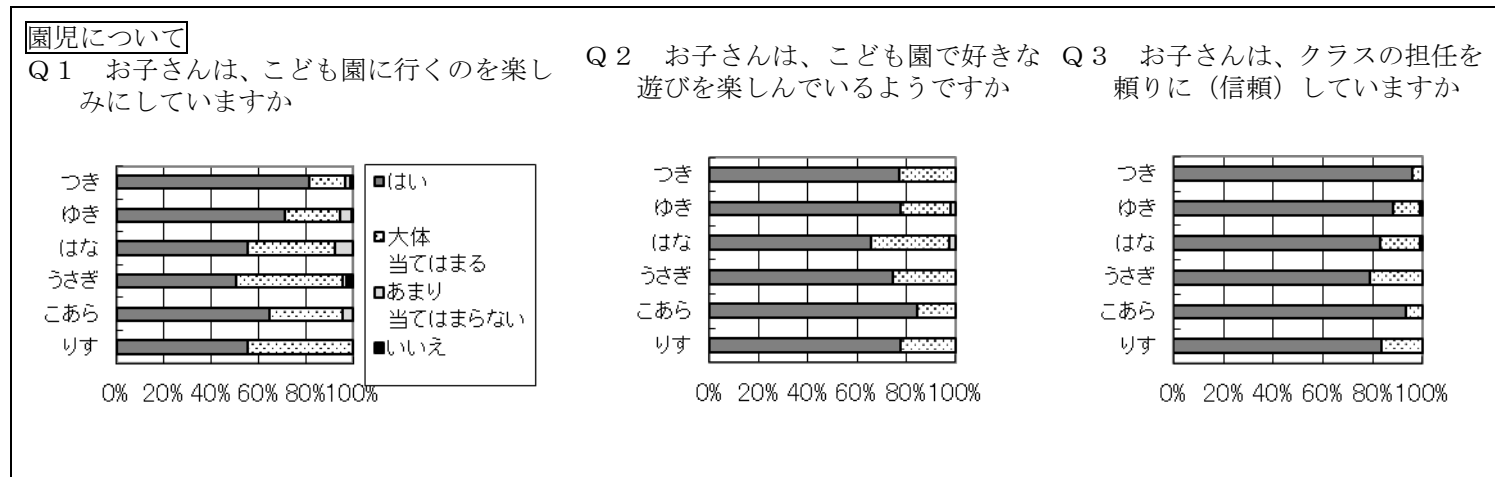 園児について
Q1 お子さんは、こども園に行くのを楽し
みにしていますか
つき
ゆき
はな
うさぎ
こあら
りす
0% 20% 40% 60% 80%100%
はい
大体
当てはまる
あまり
当てはまらない
いいえ
Q2 お子さんは、こども園で好きな
遊びを楽しんでいるようですか
つき
ゆき
はな
うさぎ
こあら
りす
0% 20% 40% 60% 80%100%
Q3 お子さんは、クラスの担任を
頼りに(信頼)していますか
つき
ゆき
はな
うさぎ
こあら
りす
0% 20% 40% 60% 80%100%